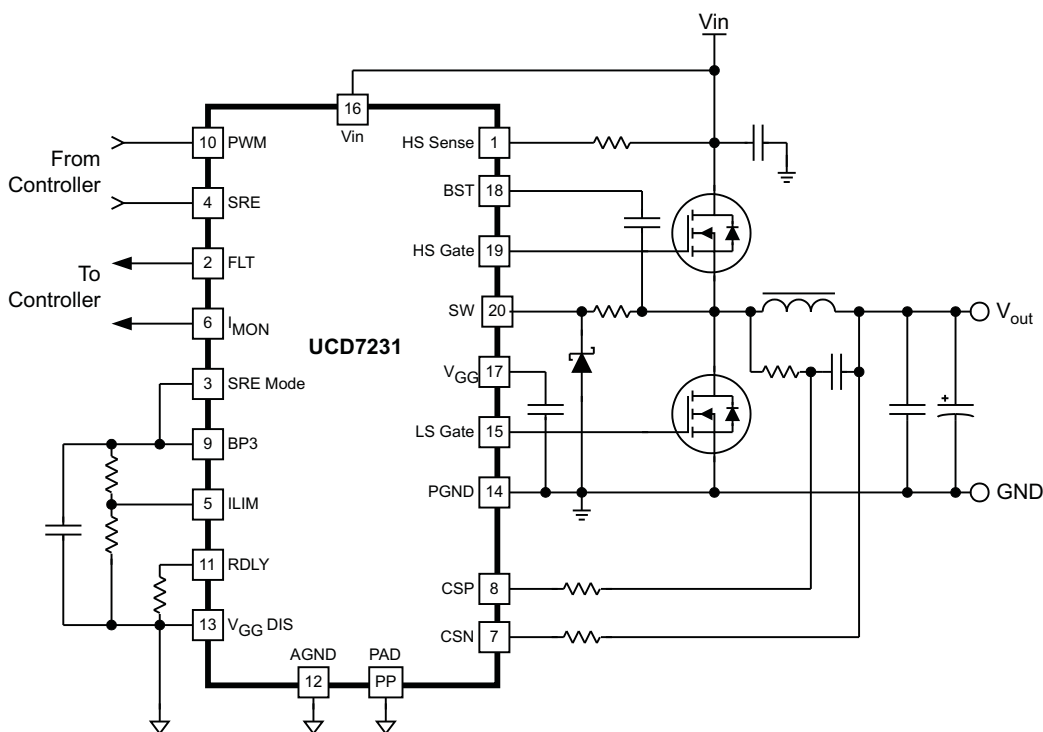 Vin
16
Vin
From
Controller
10 PWM
4 SRE
To
Controller
2 FLT
6 IMON
3 SRE Mode
9 BP3
5 ILIM
11 RDLY
13 VGG DIS
UCD7231
HS Sense 1
BST 18
HS Gate 19
SW 20
VGG 17
LS Gate 15
PGND 14
CSP 8
CSN 7
AGND
12
PAD
PP
Vout
+
GND